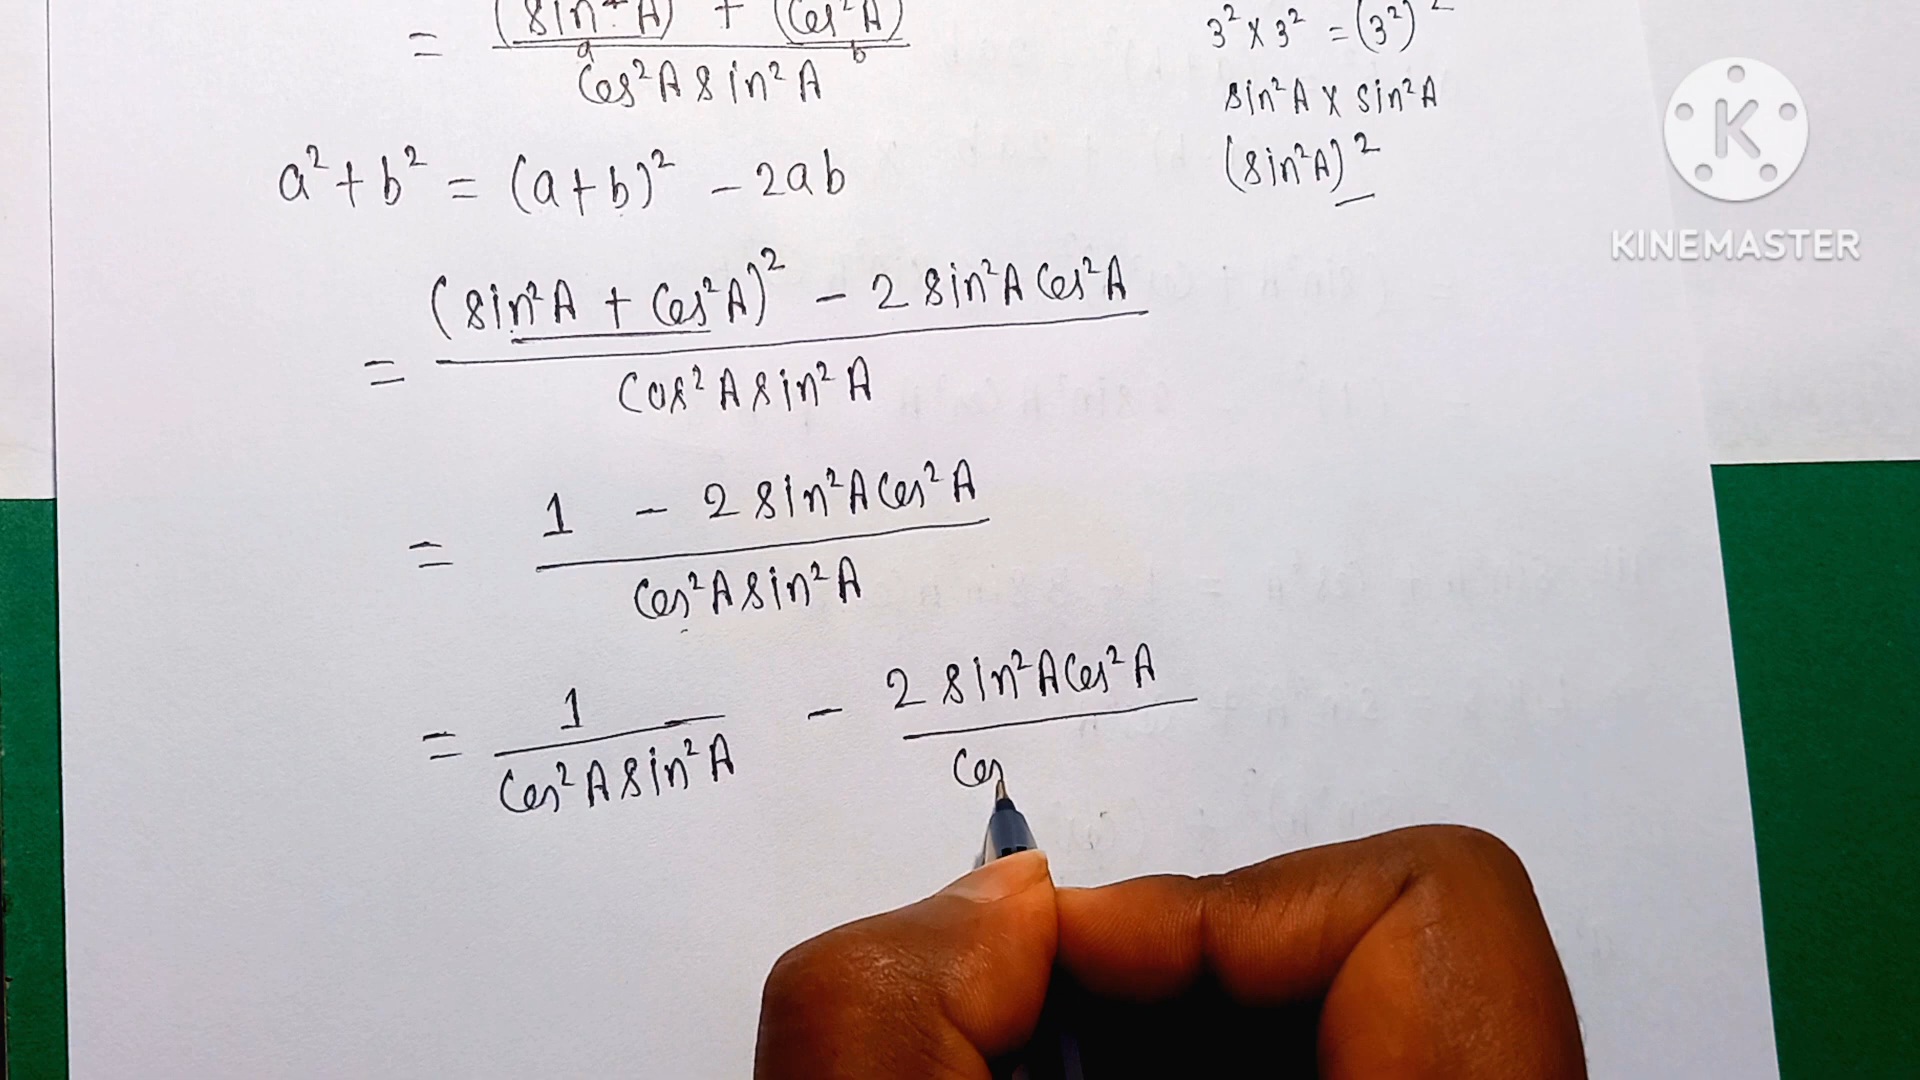 = (sin²A) + (Cos²A)
a b
Cos²A sin²A
3² x 3² = (3²)²
sin²A x sin²A
(sin²A)²
a² + b² = (a+b)² - 2ab
(sin²A + Cos²A)² - 2 sin²A Cos²A
=
Cos²A sin²A
1 - 2 sin²A Cos²A
=
Cos²A sin²A
= 1 - 2 sin²A Cos²A
Cos²A sin²A Cos
K
KINEMASTER